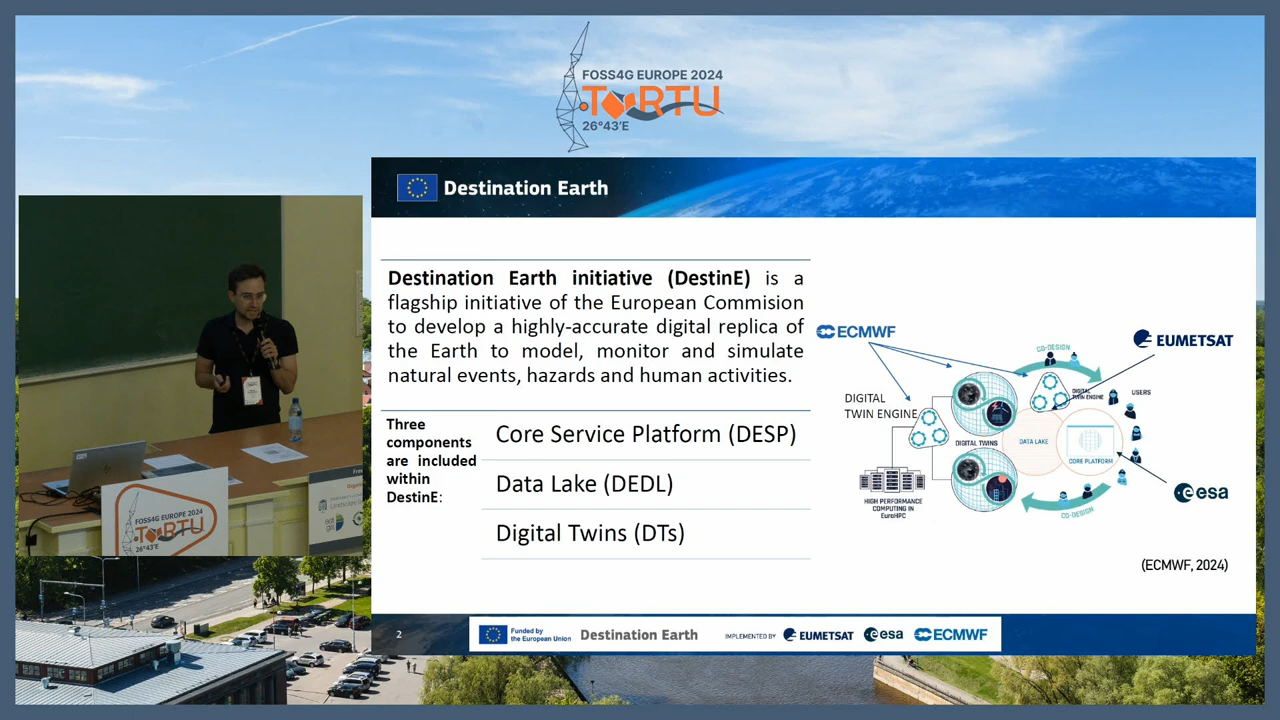 FOSS4G EUROPE 2024
TORTU
26°43'E
Destination Earth
Destination Earth initiative (DestinE) is a
flagship initiative of the European Commision
to develop a highly-accurate digital replica of
the Earth to model, monitor and simulate
natural events, hazards and human activities.
Three
components
are included
within
DestinE:
Core Service Platform (DESP)
Data Lake (DEDL)
Digital Twins (DTs)
ECMWF
EUMETSAT
CO-DESIGN
DIGITAL
TWIN ENGINE
DIGITAL
TWIN ENGINE
USERS
DIGITAL TWINS
DATA LAKE
CORE PLATFORM
HIGH PERFORMANCE
COMPUTING IN
EuroHPC
CO-DESIGN
esa
(ECMWF, 2024)
2
Funded by
the European Union
Destination Earth
IMPLEMENTED BY
EUMETSAT
esa
ECMWF
FOSS4G EUROPE 2024
TORTU
26°43'E